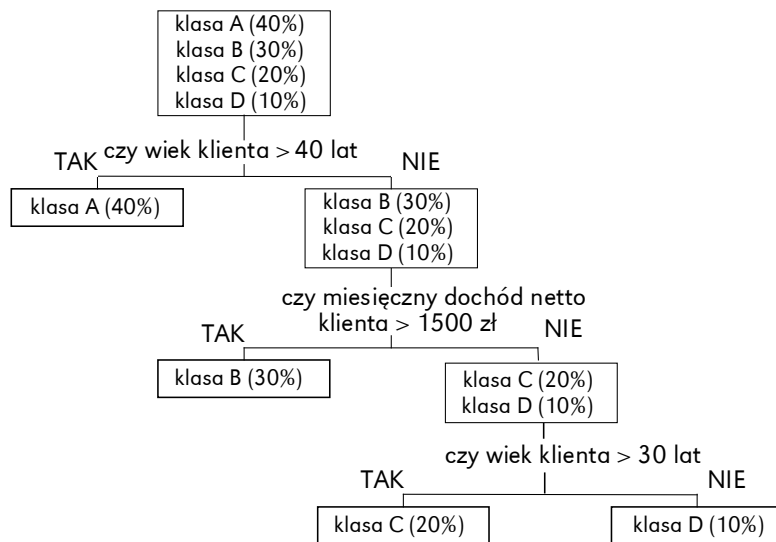 klasa A (40%)
klasa B (30%)
klasa C (20%)
klasa D (10%)
czy wiek klienta > 40 lat
TAK
NIE
klasa A (40%)
klasa B (30%)
klasa C (20%)
klasa D (10%)
czy miesięczny dochód netto
klienta > 1500 zł
TAK
NIE
klasa B (30%)
klasa C (20%)
klasa D (10%)
czy wiek klienta > 30 lat
TAK
NIE
klasa C (20%)
klasa D (10%)